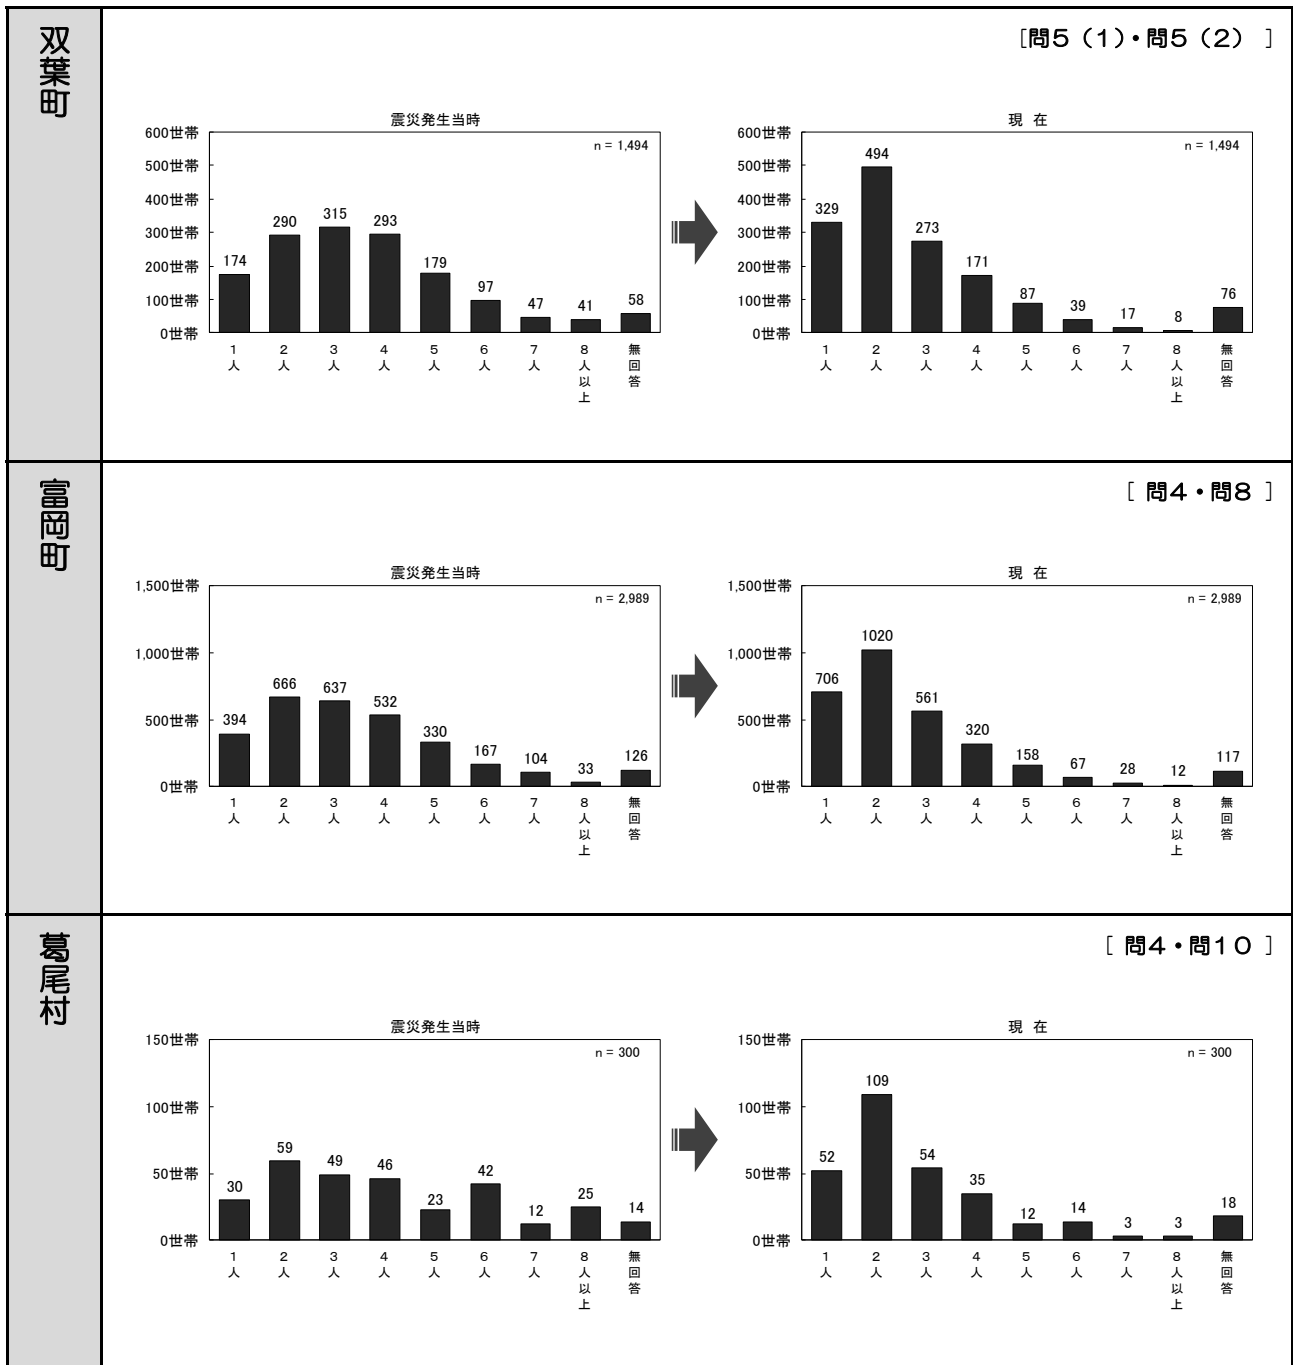 双葉町
[問5（1）・問5（2） ]
震災発生当時
n = 1,494
600世帯
500世帯
400世帯
300世帯
200世帯
100世帯
0世帯
174
290
315
293
179
97
47
41
58
1人
2人
3人
4人
5人
6人
7人
8人以上
無回答
現 在
n = 1,494
600世帯
500世帯
400世帯
300世帯
200世帯
100世帯
0世帯
329
494
273
171
87
39
17
8
76
1人
2人
3人
4人
5人
6人
7人
8人以上
無回答
富岡町
[ 問4・問8 ]
震災発生当時
n = 2,989
1,500世帯
1,000世帯
500世帯
0世帯
394
666
637
532
330
167
104
33
126
1人
2人
3人
4人
5人
6人
7人
8人以上
無回答
現 在
n = 2,989
1,500世帯
1,000世帯
500世帯
0世帯
706
1020
561
320
158
67
28
12
117
1人
2人
3人
4人
5人
6人
7人
8人以上
無回答
葛尾村
[ 問4・問10 ]
震災発生当時
n = 300
150世帯
100世帯
50世帯
0世帯
30
59
49
46
23
42
12
25
14
1人
2人
3人
4人
5人
6人
7人
8人以上
無回答
現 在
n = 300
150世帯
100世帯
50世帯
0世帯
52
109
54
35
12
14
3
3
18
1人
2人
3人
4人
5人
6人
7人
8人以上
無回答